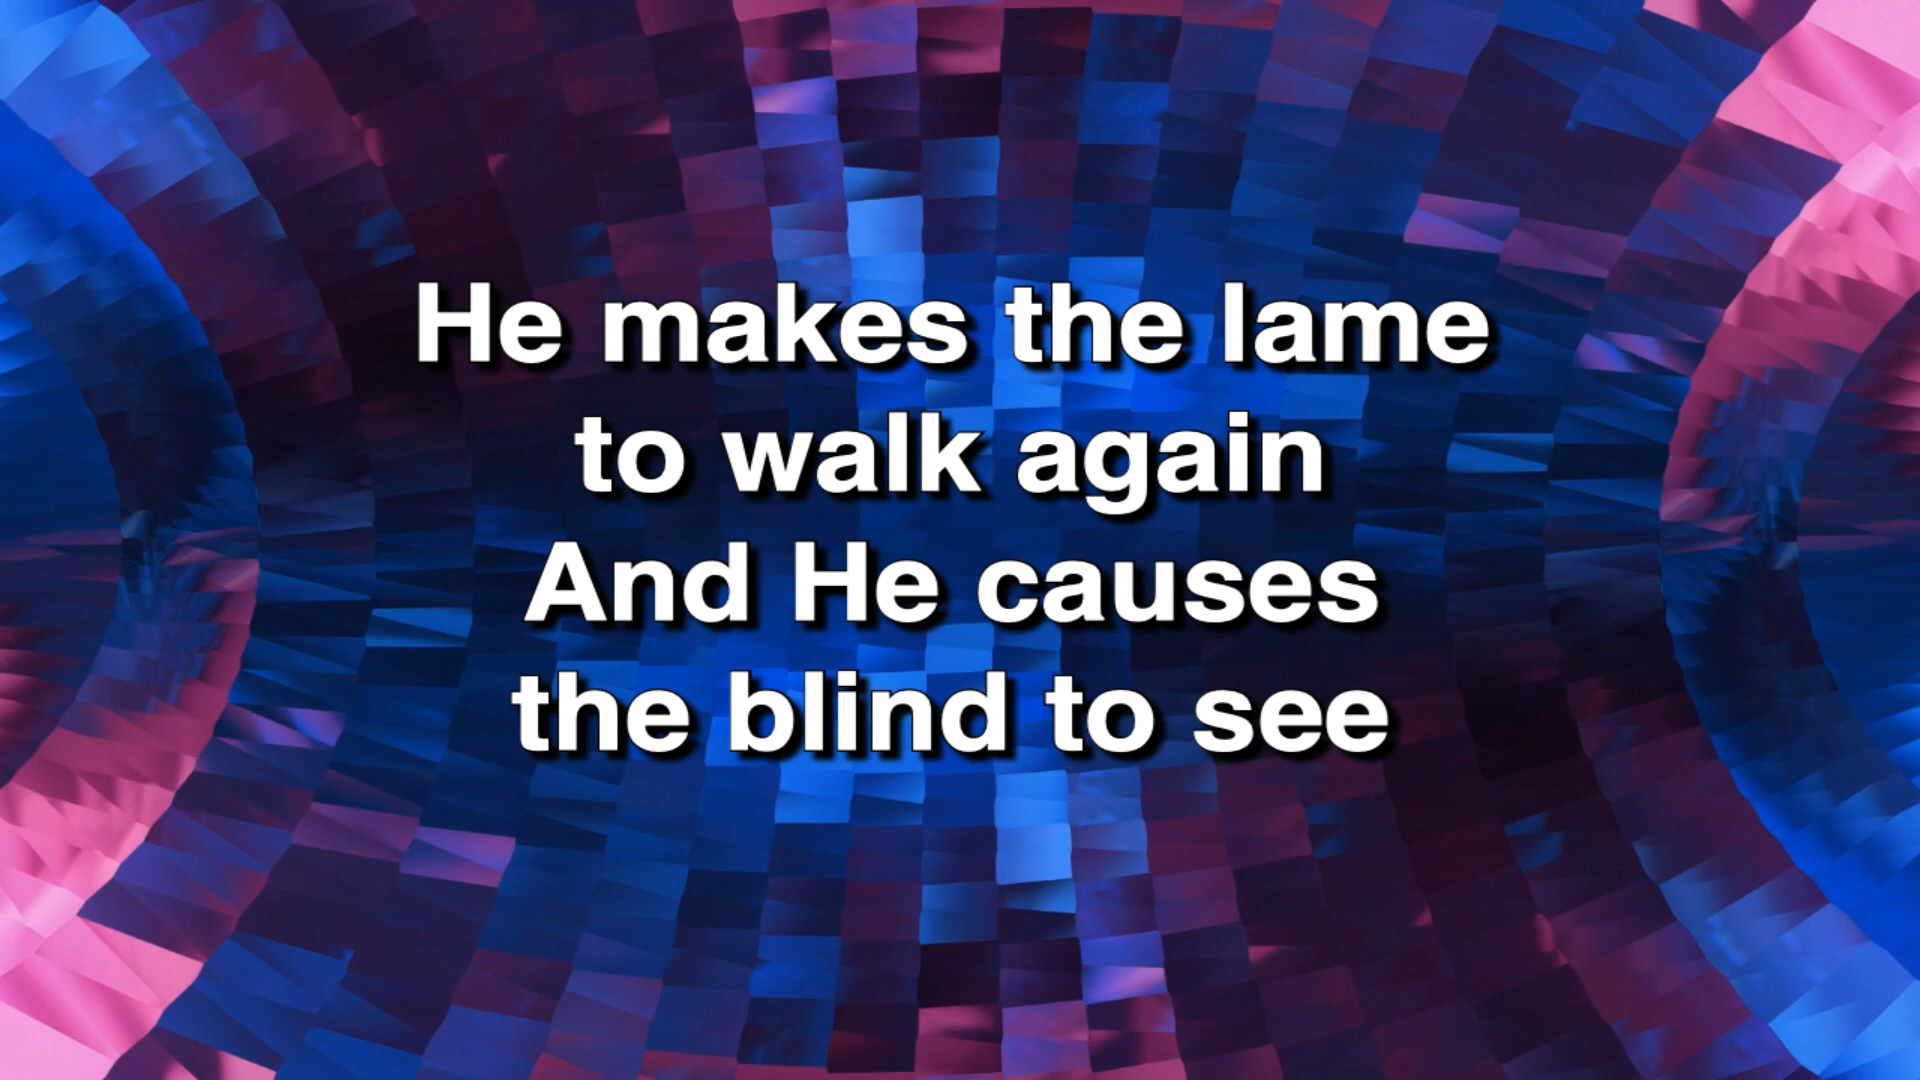 He makes the lame
to walk again
And He causes
the blind to see